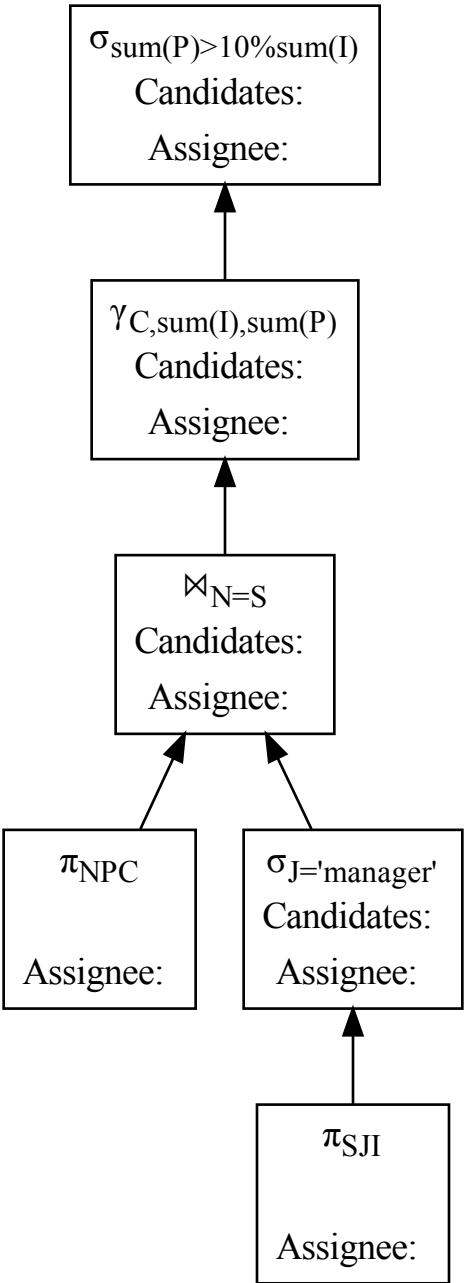 σsum(P)>10%sum(I)
Candidates:
Assignee:
γC,sum(I),sum(P)
Candidates:
Assignee:
⋈N=S
Candidates:
Assignee:
πNPC
Assignee:
σJ='manager'
Candidates:
Assignee:
πSJI
Assignee: